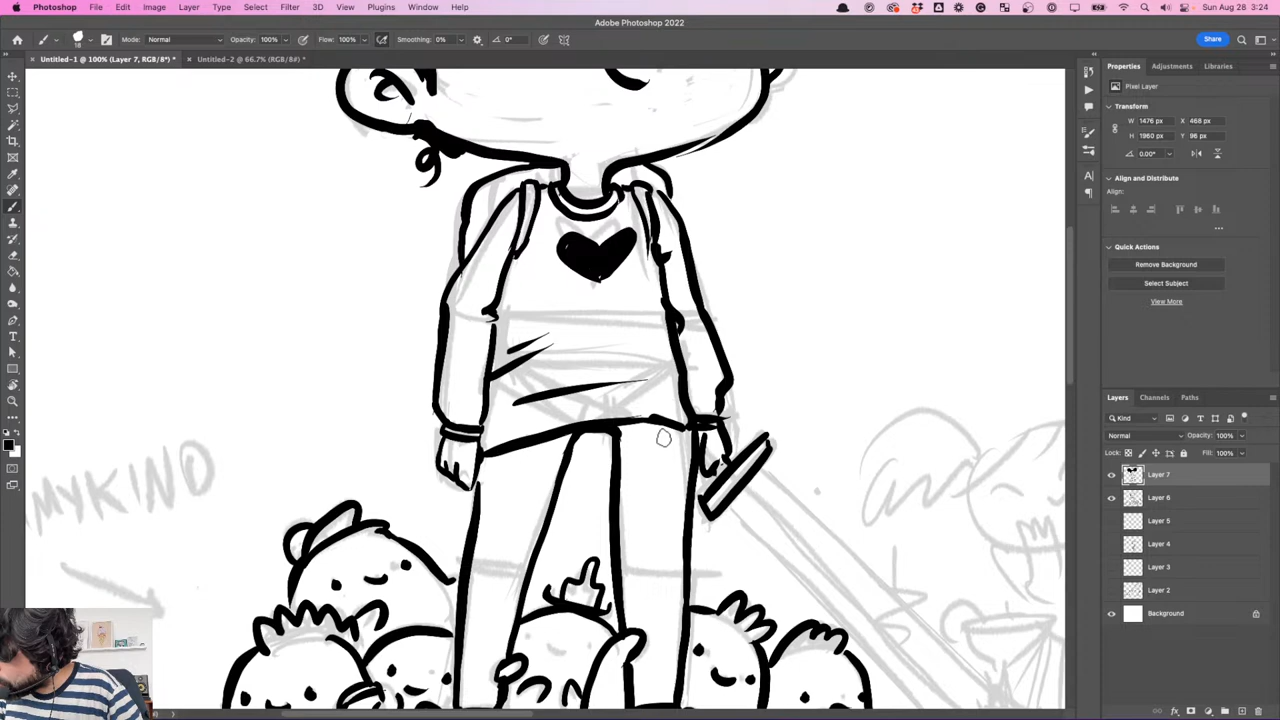 Photoshop File Edit Image Layer Type Select Filter 3D View Plugins Window Help Sun Aug 28 3:24
Adobe Photoshop 2022
18 Mode: Normal Opacity: 100% Flow: 100% Smoothing: 0% 0° Share
Untitled-1 @ 100% (Layer 7, RGB/8*) * Untitled-2 @ 66.7% (RGB/8#) *
Properties Adjustments Libraries
Pixel Layer
Transform
W 1476 px X 468 px
H 1960 px Y 96 px
0.00°
Align and Distribute
Align:
Quick Actions
Remove Background
Select Subject
View More
Layers Channels Paths
Kind
Normal Opacity: 100%
Lock: Fill: 100%
Layer 7
Layer 6
Layer 5
Layer 4
Layer 3
Layer 2
Background
MYKIND